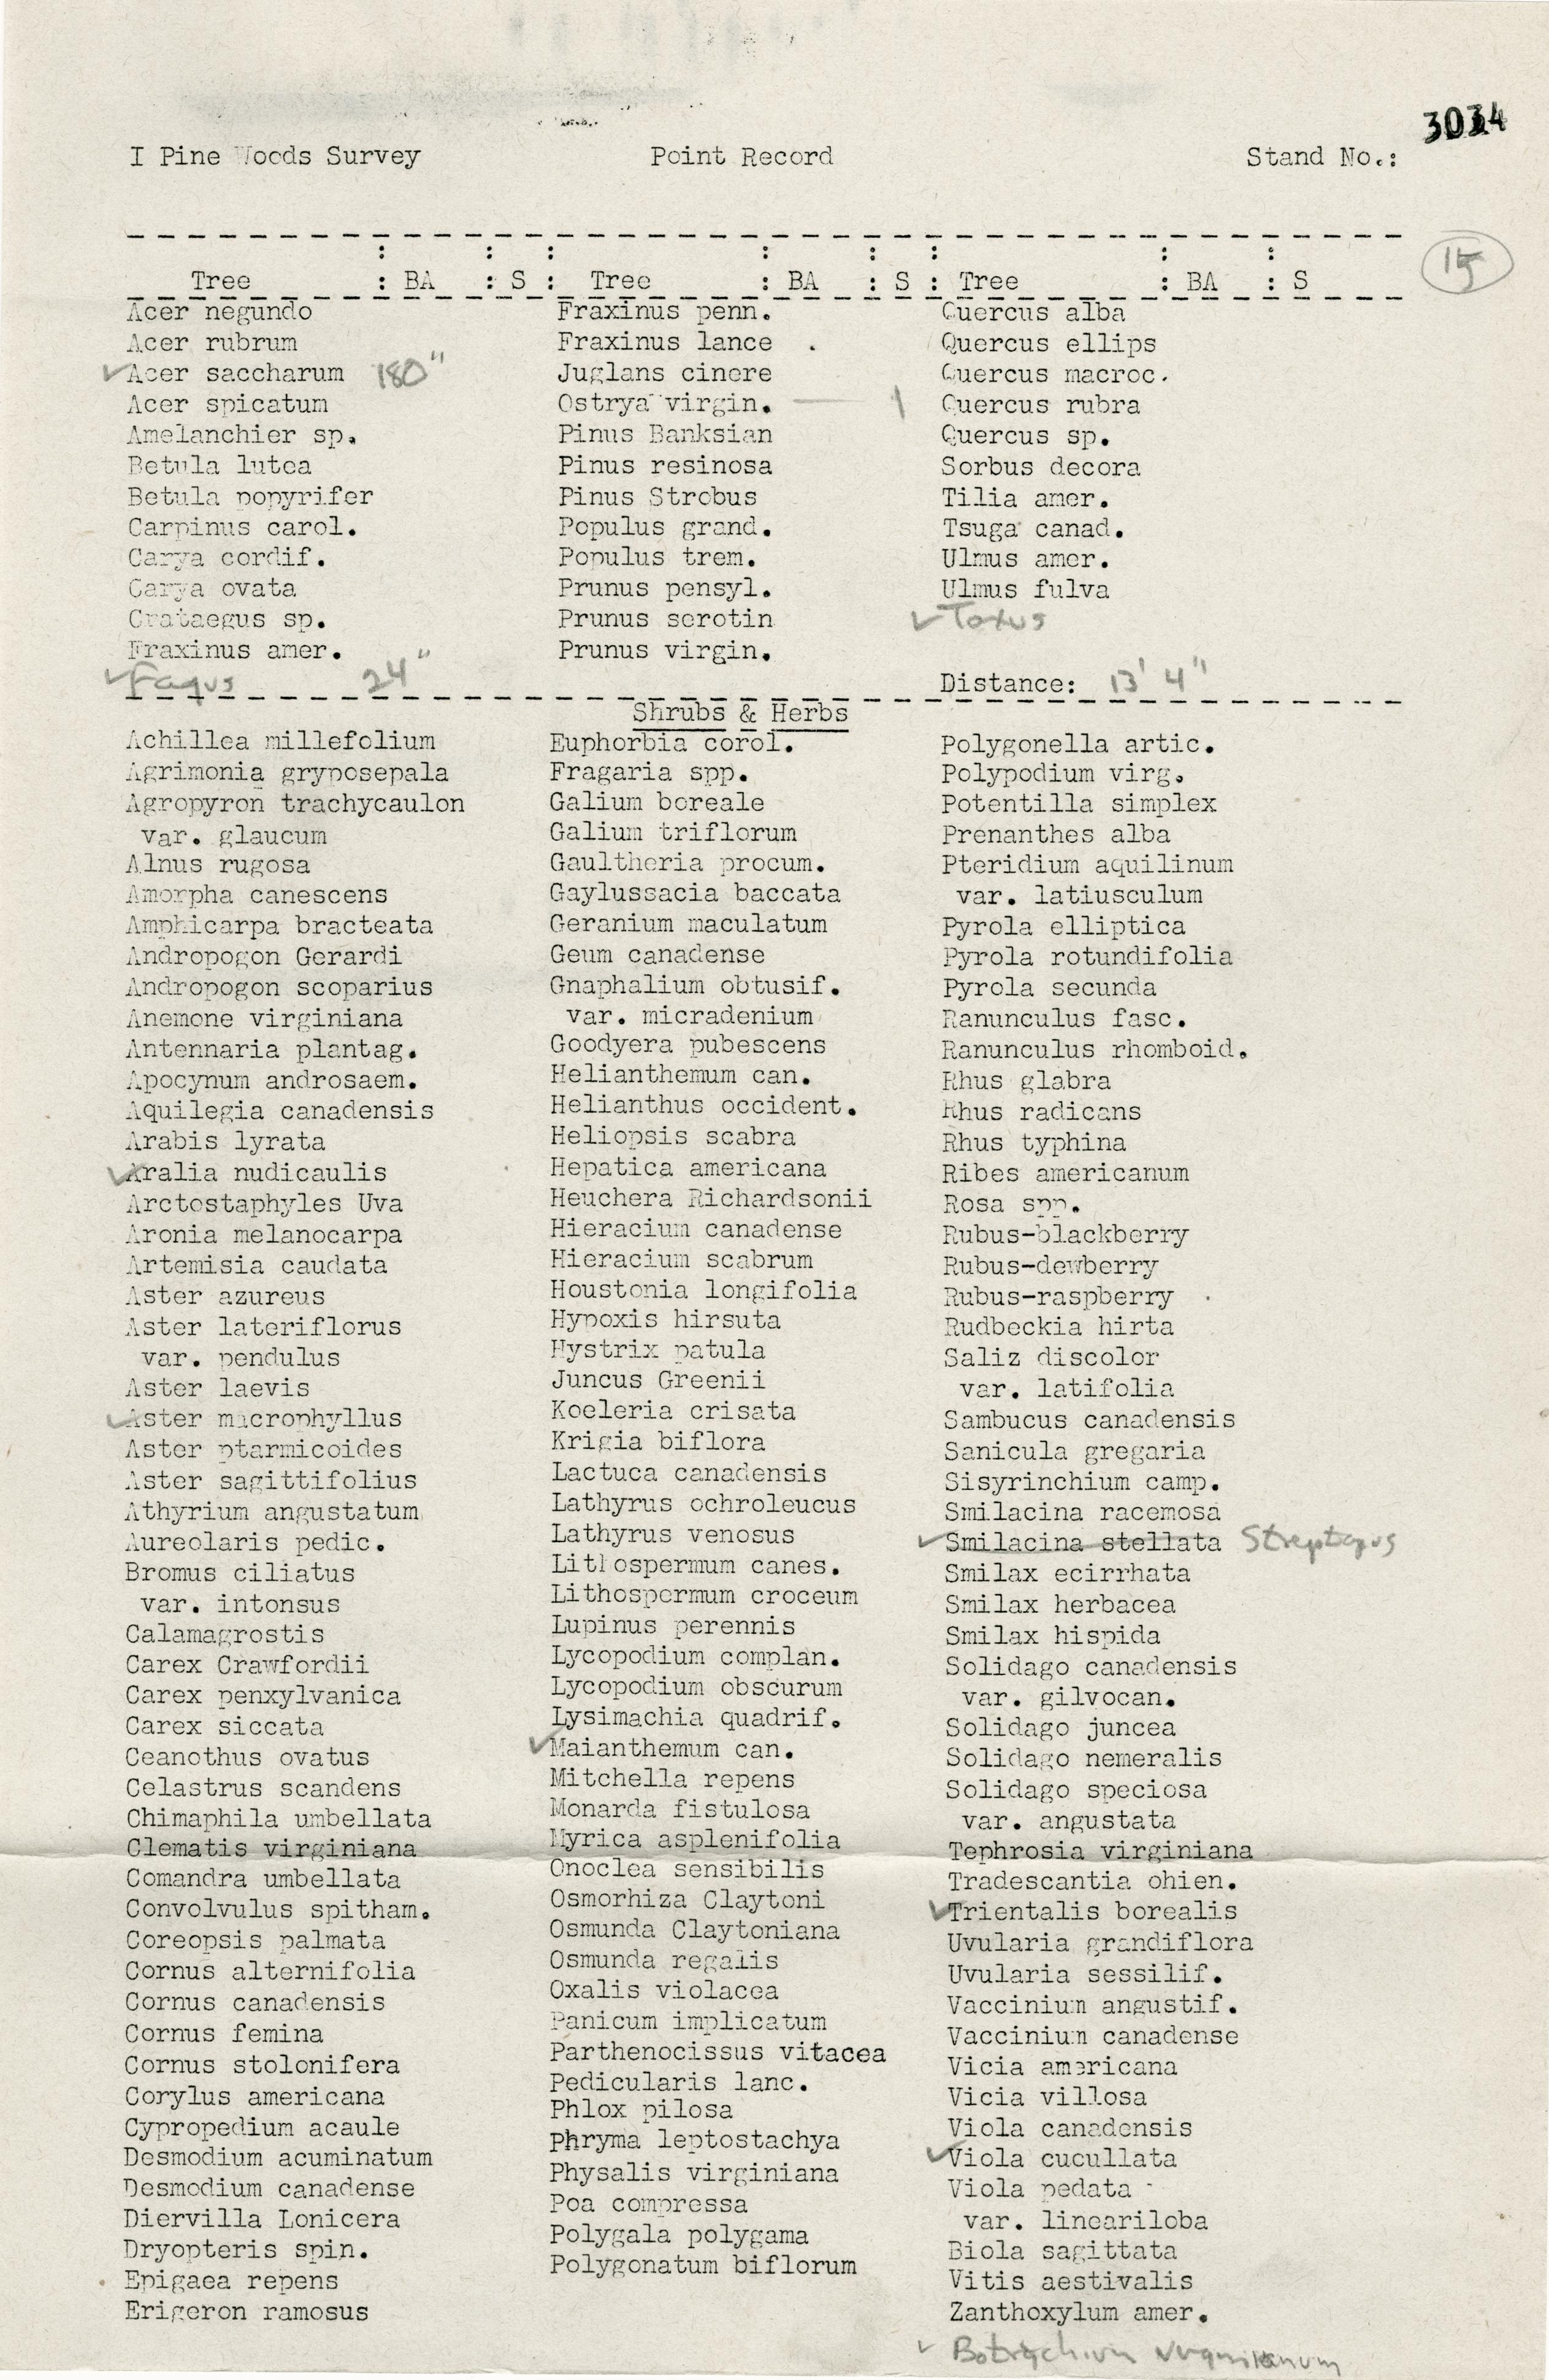 3034
I Pine Woods Survey Point Record Stand No.:
15
Tree : BA : S : Tree : BA : S : Tree : BA : S
Acer negundo
Acer rubrum
✓ Acer saccharum 180"
Acer spicatum
Amelanchier sp.
Betula lutea
Betula popyrifer
Carpinus carol.
Carya cordif.
Carya ovata
Crataegus sp.
Fraxinus amer.
✓ Fagus 24"
Fraxinus penn.
Fraxinus lance
Juglans cinere
Ostrya virgin. — 1
Pinus Banksian
Pinus resinosa
Pinus Strobus
Populus grand.
Populus trem.
Prunus pensyl.
Prunus serotin
Prunus virgin.
Quercus alba
Quercus ellips
Quercus macroc.
Quercus rubra
Quercus sp.
Sorbus decora
Tilia amer.
Tsuga canad.
Ulmus amer.
Ulmus fulva
✓ Taxus
Distance: 13' 4"
Shrubs & Herbs
Achillea millefolium
Agrimonia gryposepala
Agropyron trachycaulon
var. glaucum
Alnus rugosa
Amorpha canescens
Amphicarpa bracteata
Andropogon Gerardi
Andropogon scoparius
Anemone virginiana
Antennaria plantag.
Apocynum androsaem.
Aquilegia canadensis
Arabis lyrata
✓ Aralia nudicaulis
Arctostaphyles Uva
Aronia melanocarpa
Artemisia caudata
Aster azureus
Aster lateriflorus
var. pendulus
Aster laevis
✓ Aster macrophyllus
Aster ptarmicoides
Aster sagittifolius
Athyrium angustatum
Aureolaris pedic.
Bromus ciliatus
var. intonsus
Calamagrostis
Carex Crawfordii
Carex penxylvanica
Carex siccata
Ceanothus ovatus
Celastrus scandens
Chimaphila umbellata
Clematis virginiana
Comandra umbellata
Convolvulus spitham.
Coreopsis palmata
Cornus alternifolia
Cornus canadensis
Cornus femina
Cornus stolonifera
Corylus americana
Cypropedium acaule
Desmodium acuminatum
Desmodium canadense
Diervilla Lonicera
Dryopteris spin.
Epigaea repens
Erigeron ramosus
Euphorbia corol.
Fragaria spp.
Galium boreale
Galium triflorum
Gaultheria procum.
Gaylussacia baccata
Geranium maculatum
Geum canadense
Gnaphalium obtusif.
var. micradenium
Goodyera pubescens
Helianthemum can.
Helianthus occident.
Heliopsis scabra
Hepatica americana
Heuchera Richardsonii
Hieracium canadense
Hieracium scabrum
Houstonia longifolia
Hypoxis hirsuta
Hystrix patula
Juncus Greenii
Koeleria crisata
Krigia biflora
Lactuca canadensis
Lathyrus ochroleucus
Lathyrus venosus
Lithospermum canes.
Lithospermum croceum
Lupinus perennis
Lycopodium complan.
Lycopodium obscurum
Lysimachia quadrif.
✓ Maianthemum can.
Mitchella repens
Monarda fistulosa
Myrica asplenifolia
Onoclea sensibilis
Osmorhiza Claytoni
Osmunda Claytoniana
Osmunda regalis
Oxalis violacea
Panicum implicatum
Parthenocissus vitacea
Pedicularis lanc.
Phlox pilosa
Phryma leptostachya
Physalis virginiana
Poa compressa
Polygala polygama
Polygonatum biflorum
Polygonella artic.
Polypodium virg.
Potentilla simplex
Prenanthes alba
Pteridium aquilinum
var. latiusculum
Pyrola elliptica
Pyrola rotundifolia
Pyrola secunda
Ranunculus fasc.
Ranunculus rhomboid.
Rhus glabra
Rhus radicans
Rhus typhina
Ribes americanum
Rosa spp.
Rubus-blackberry
Rubus-dewberry
Rubus-raspberry
Rudbeckia hirta
Saliz discolor
var. latifolia
Sambucus canadensis
Sanicula gregaria
Sisyrinchium camp.
Smilacina racemosa
✓ Smilacina stellata Streptopus
Smilax ecirrhata
Smilax herbacea
Smilax hispida
Solidago canadensis
var. gilvocan.
Solidago juncea
Solidago nemeralis
Solidago speciosa
var. angustata
Tephrosia virginiana
Tradescantia ohien.
✓ Trientalis borealis
Uvularia grandiflora
Uvularia sessilif.
Vaccinium angustif.
Vaccinium canadense
Vicia americana
Vicia villosa
Viola canadensis
✓ Viola cucullata
Viola pedata
var. lineariloba
Biola sagittata
Vitis aestivalis
Zanthoxylum amer.
✓ Botrychium virginianum